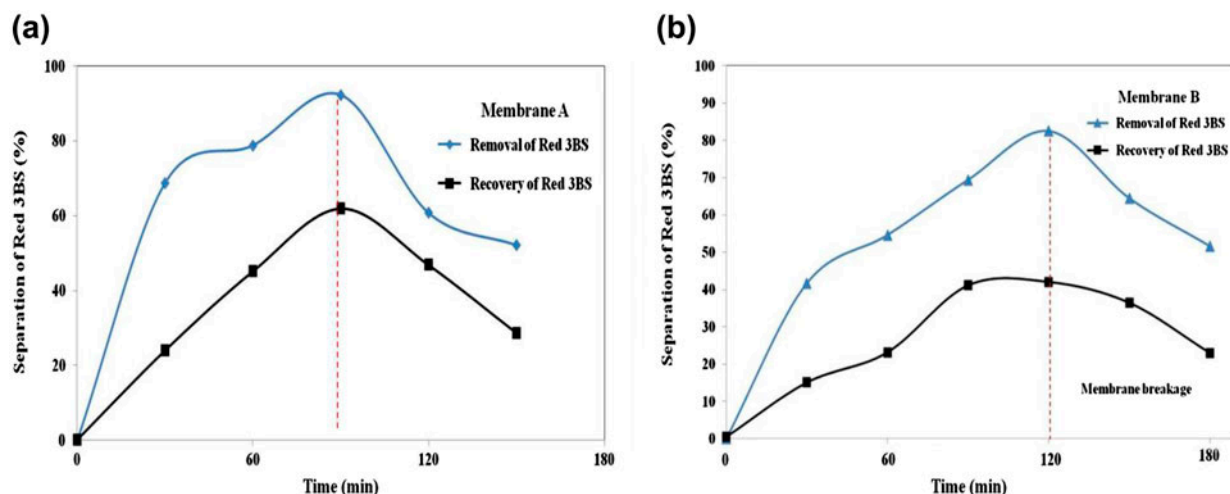 (a)
Separation of Red 3BS (%)
100
80
60
40
20
0
0 60 120 180
Time (min)
Membrane A
Removal of Red 3BS
Recovery of Red 3BS
(b)
Separation of Red 3BS (%)
100
90
80
70
60
50
40
30
20
10
0
0 60 120 180
Time (min)
Membrane B
Removal of Red 3BS
Recovery of Red 3BS
Membrane breakage